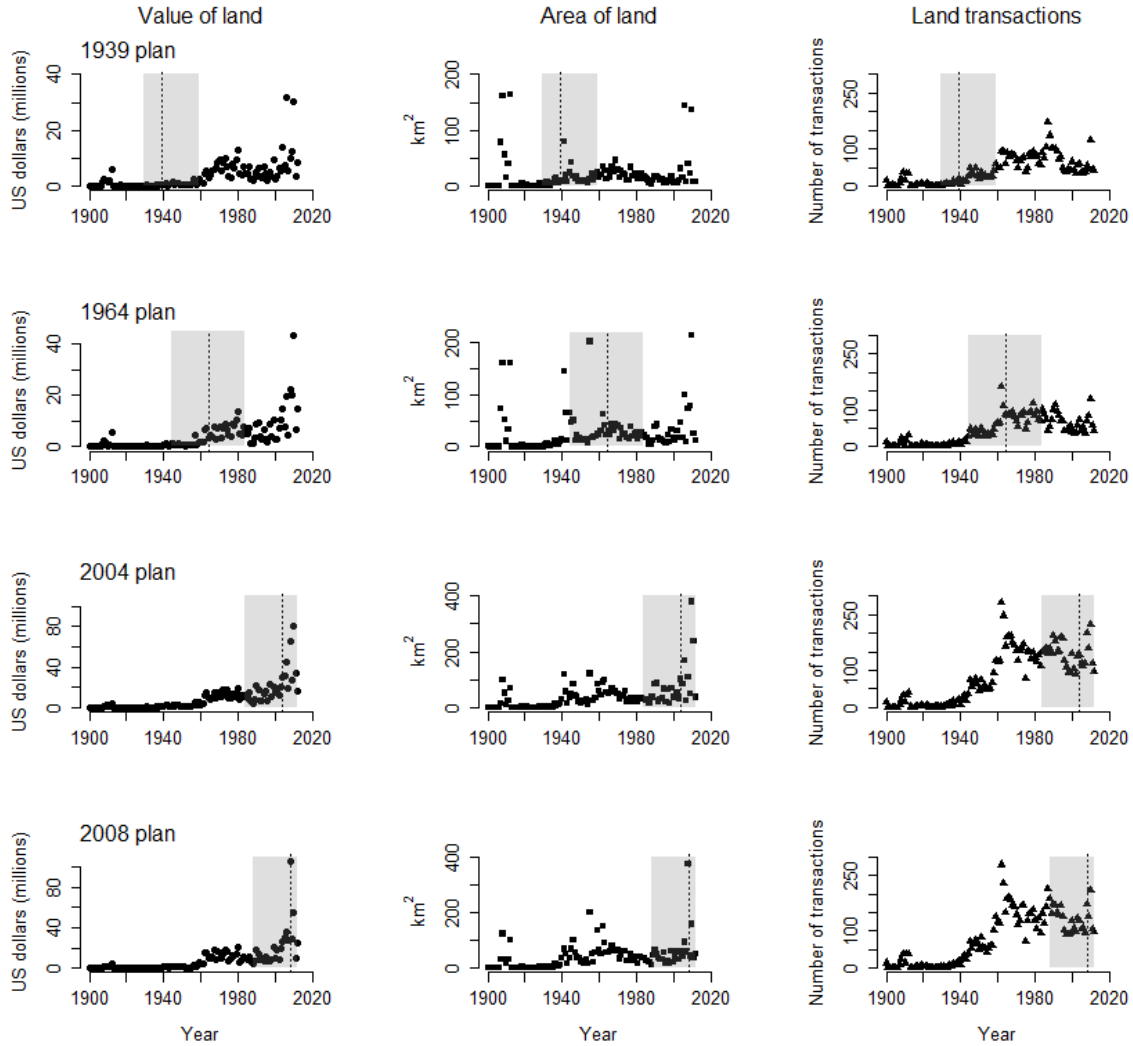 Value of land Area of land Land transactions
1939 plan
US dollars (millions)
0 20 40
1900 1940 1980 2020
km2
0 100 200
1900 1940 1980 2020
Number of transactions
0 100 250
1900 1940 1980 2020
1964 plan
US dollars (millions)
0 20 40
1900 1940 1980 2020
km2
0 100 200
1900 1940 1980 2020
Number of transactions
0 100 250
1900 1940 1980 2020
2004 plan
US dollars (millions)
0 40 80
1900 1940 1980 2020
km2
0 200 400
1900 1940 1980 2020
Number of transactions
0 100 250
1900 1940 1980 2020
2008 plan
US dollars (millions)
0 40 80
1900 1940 1980 2020
km2
0 200 400
1900 1940 1980 2020
Number of transactions
0 100 250
1900 1940 1980 2020
Year Year Year